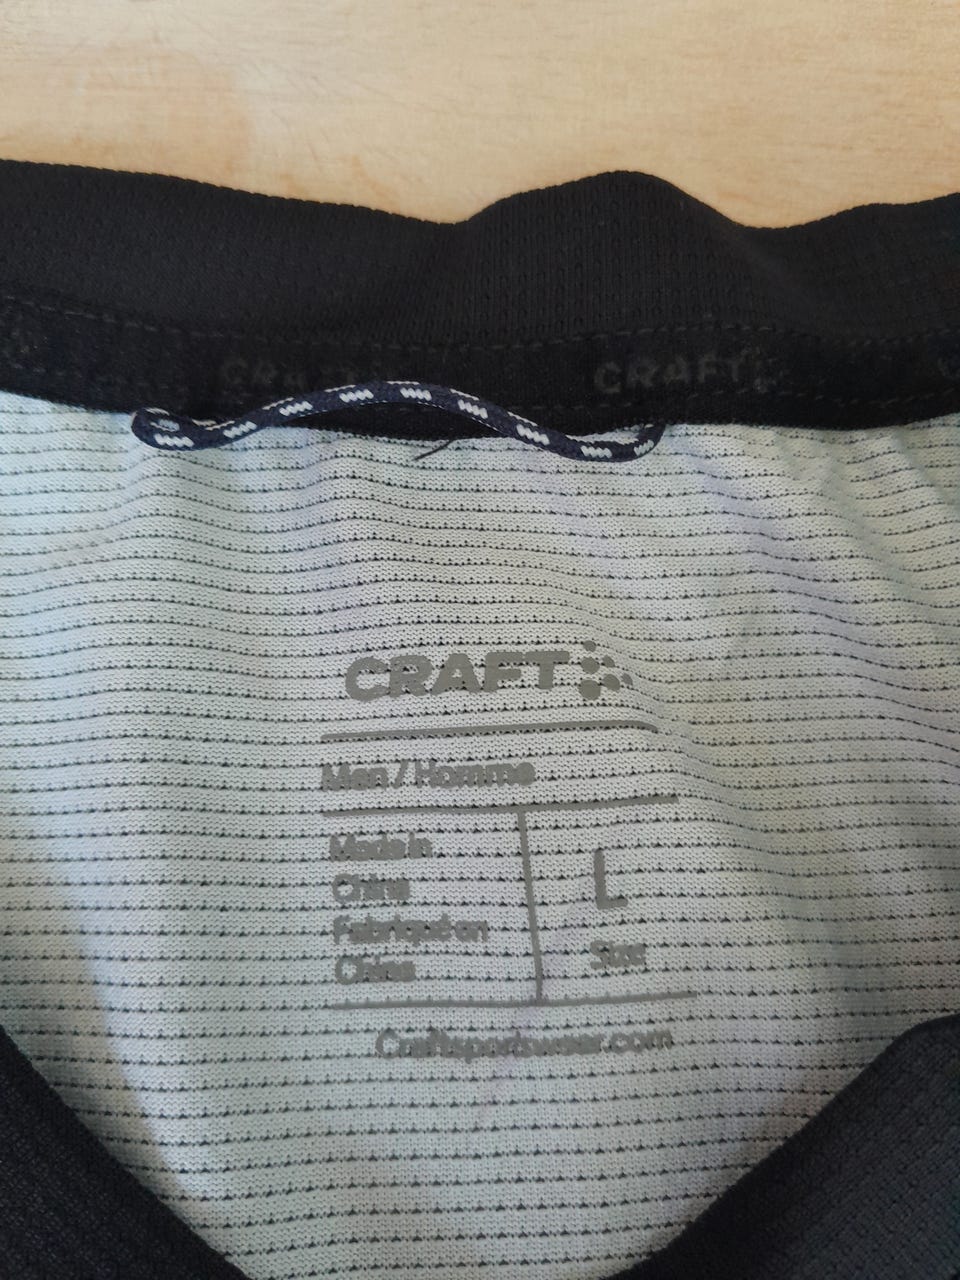 CRAFT
CRAFT
CRAFT
Men / Homme
Made in
China
Fabriqué en
China
L
Size
Craftsportswear.com